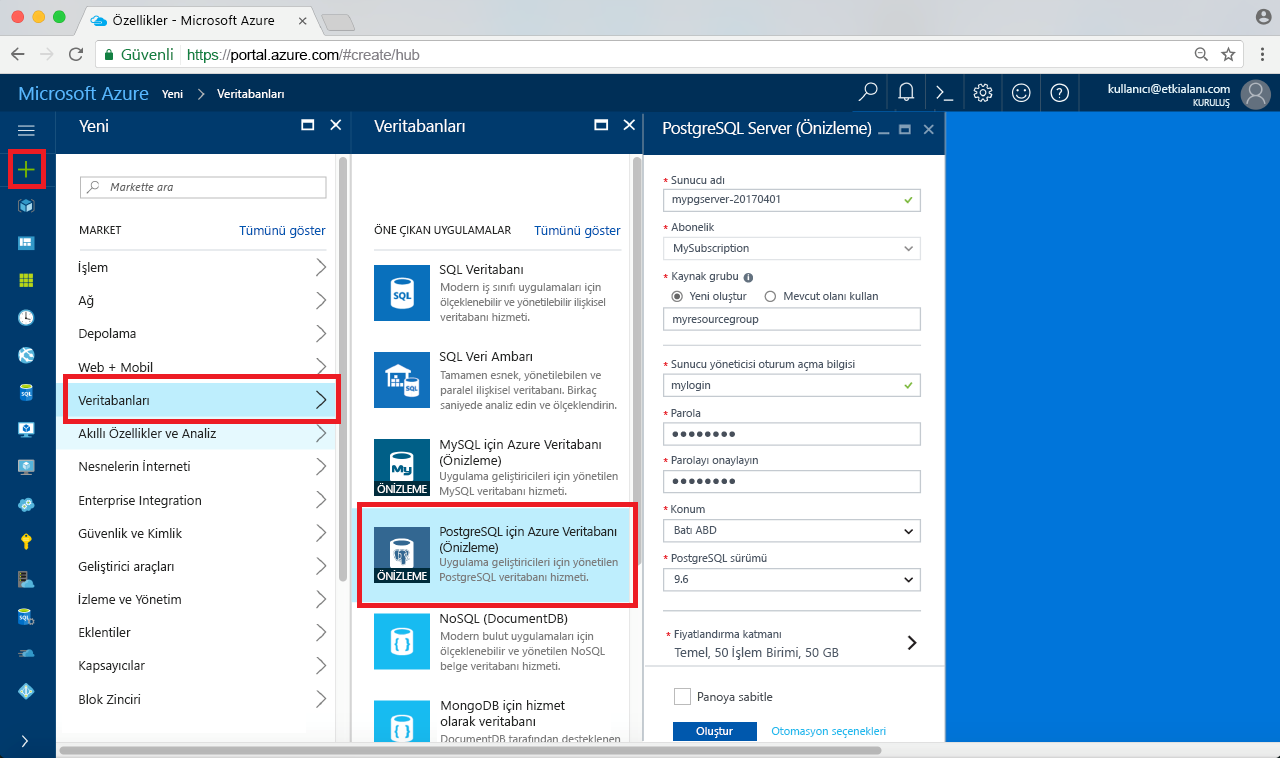 Özellikler - Microsoft Azure
Güvenli https://portal.azure.com/#create/hub
Microsoft Azure Yeni Veritabanları
kullanıcı@etkialanı.com
KURULUŞ
Yeni
Markette ara
MARKET Tümünü göster
İşlem
Ağ
Depolama
Web + Mobil
Veritabanları
Akıllı Özellikler ve Analiz
Nesnelerin İnterneti
Enterprise Integration
Güvenlik ve Kimlik
Geliştirici araçları
İzleme ve Yönetim
Eklentiler
Kapsayıcılar
Blok Zinciri
Veritabanları
ÖNE ÇIKAN UYGULAMALAR Tümünü göster
SQL
SQL Veritabanı
Modern iş sınıfı uygulamaları için
ölçeklenebilir ve yönetilebilir ilişkisel
veritabanı hizmeti.
SQL
SQL Veri Ambarı
Tamamen esnek, yönetilebilen ve
paralel ilişkisel veritabanı. Birkaç
saniyede analiz edin ve ölçeklendirin.
My
ÖNİZLEME
MySQL için Azure Veritabanı
(Önizleme)
Uygulama geliştiricileri için yönetilen
MySQL veritabanı hizmeti.
ÖNİZLEME
PostgreSQL için Azure Veritabanı
(Önizleme)
Uygulama geliştiricileri için yönetilen
PostgreSQL veritabanı hizmeti.
NoSQL (DocumentDB)
Modern bulut uygulamaları için
ölçeklenebilir ve yönetilen NoSQL
belge veritabanı hizmeti.
MongoDB için hizmet
olarak veritabanı
DocumentDB tarafından desteklenen
PostgreSQL Server (Önizleme)
* Sunucu adı
mypgserver-20170401
* Abonelik
MySubscription
* Kaynak grubu
Yeni oluştur Mevcut olanı kullan
myresourcegroup
* Sunucu yöneticisi oturum açma bilgisi
mylogin
* Parola
●●●●●●●●
* Parolayı onaylayın
●●●●●●●●
* Konum
Batı ABD
* PostgreSQL sürümü
9.6
* Fiyatlandırma katmanı
Temel, 50 İşlem Birimi, 50 GB
Panoya sabitle
Oluştur Otomasyon seçenekleri